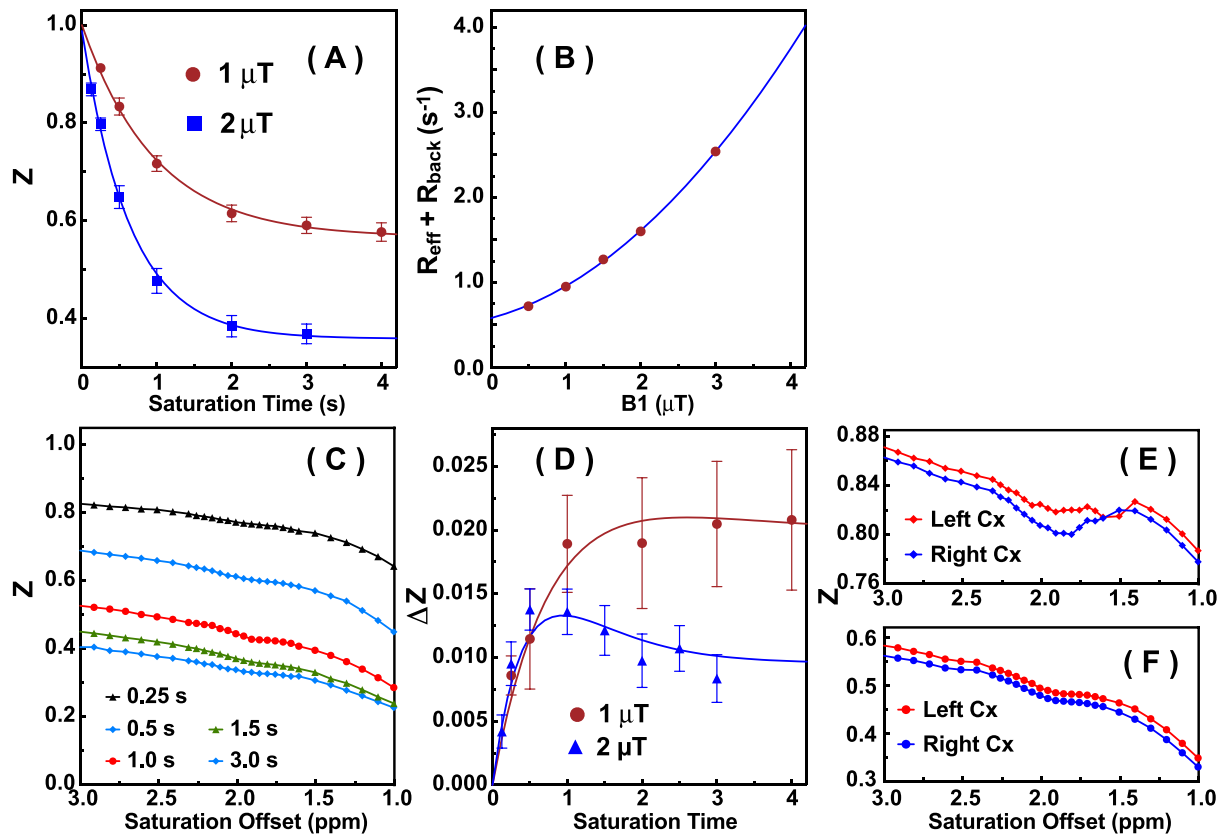 ( A )
1 μT
2 μT
Z
1.0
0.8
0.6
0.4
0 1 2 3 4
Saturation Time (s)
( B )
Reff + Rback (s-1)
4.0
3.0
2.0
1.0
0.0
0 1 2 3 4
B1 (μT)
( C )
Z
1.0
0.8
0.6
0.4
0.2
0.0
0.25 s
0.5 s
1.5 s
1.0 s
3.0 s
3.0 2.5 2.0 1.5 1.0
Saturation Offset (ppm)
( D )
ΔZ
0.025
0.020
0.015
0.010
0.005
0.000
1 μT
2 μT
0 1 2 3 4
Saturation Time
( E )
0.88
0.84
0.80
0.76
Left Cx
Right Cx
3.0 2.5 2.0 1.5 1.0
Z
( F )
0.6
0.5
0.4
0.3
Left Cx
Right Cx
3.0 2.5 2.0 1.5 1.0
Saturation Offset (ppm)